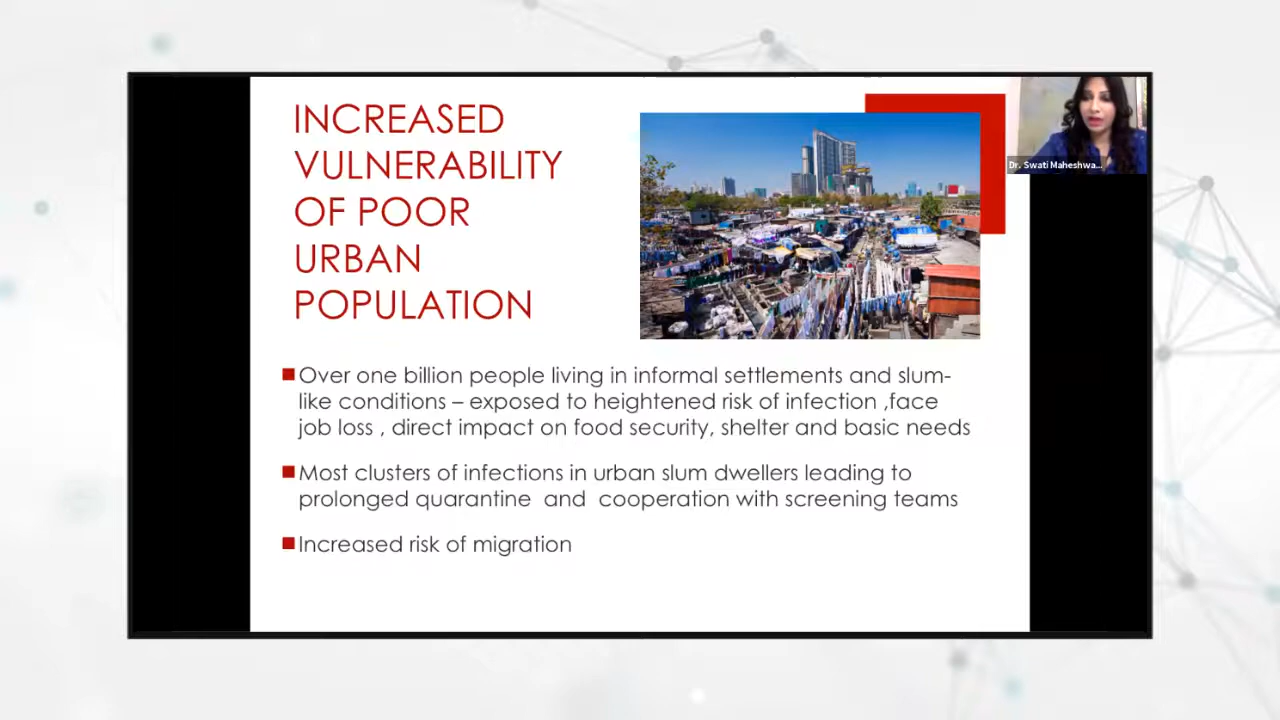 INCREASED
VULNERABILITY
OF POOR
URBAN
POPULATION
Dr. Swati Maheshwa...
Over one billion people living in informal settlements and slum-
like conditions – exposed to heightened risk of infection ,face
job loss , direct impact on food security, shelter and basic needs
Most clusters of infections in urban slum dwellers leading to
prolonged quarantine  and  cooperation with screening teams
Increased risk of migration